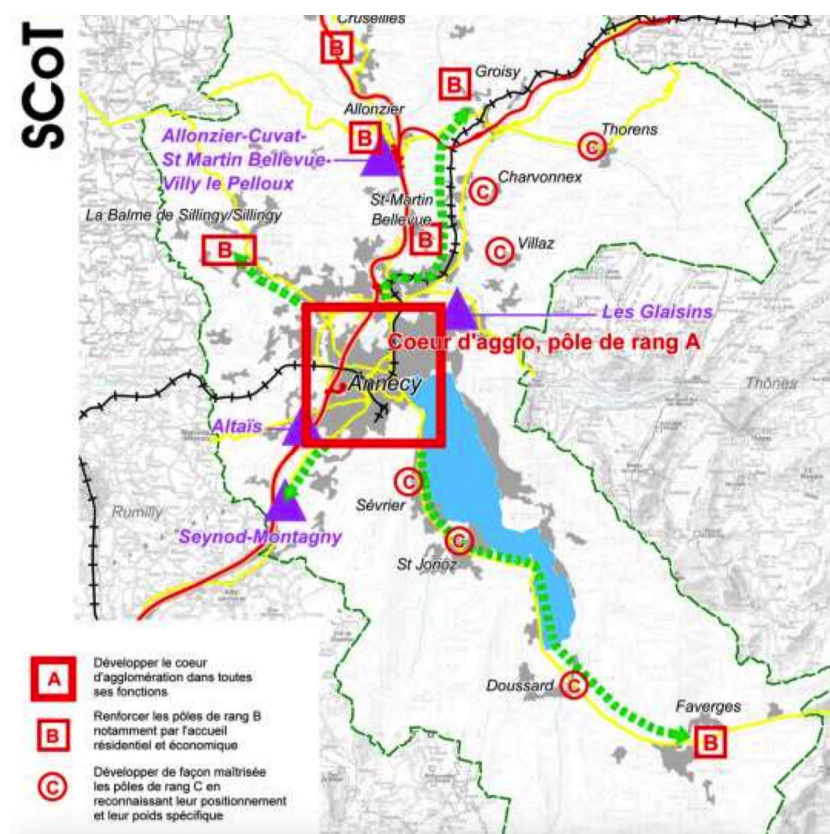 SCoT
Cruseilles
B
B
Groisy
Allonzier
B
Allonzier-Cuvat-
St Martin Bellevue-
Villy le Pelloux
C
Thorens
C
Charvonnex
St-Martin
Bellevue
La Balme de Sillingy/Sillingy
B
B
C
Villaz
Les Glaisins
Coeur d'agglo, pôle de rang A
Annecy
Thônes
Altaïs
C
Sévrier
Rumilly
Seynod-Montagny
C
St Jorioz
Doussard
C
Faverges
B
A
Développer le coeur
d'agglomération dans toutes
ses fonctions
B
Renforcer les pôles de rang B
notamment par l'accueil
résidentiel et économique
C
Développer de façon maîtrisée
les pôles de rang C en
reconnaissant leur positionnement
et leur poids spécifique